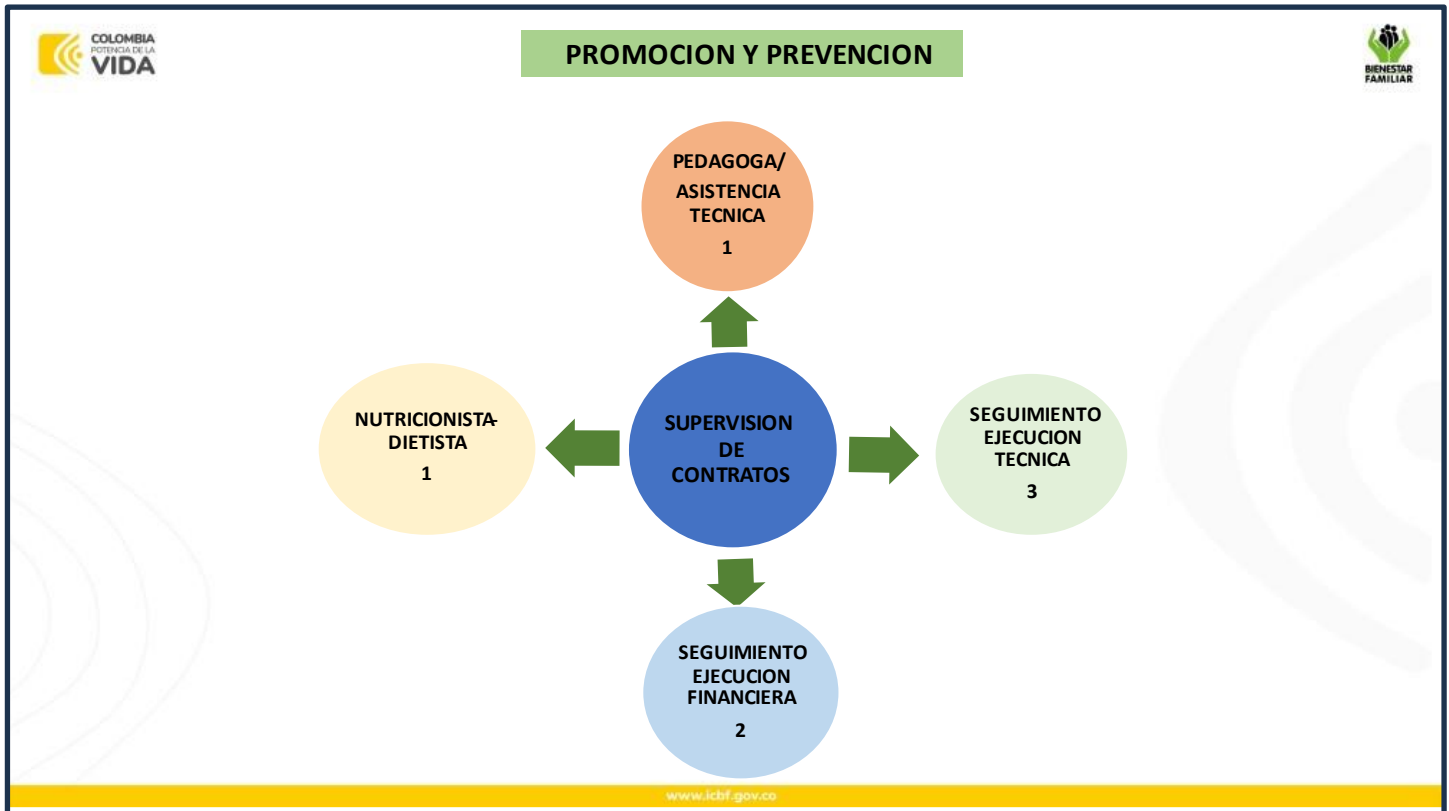 COLOMBIA
POTENCIA DE LA
VIDA
PROMOCION Y PREVENCION
BIENESTAR
FAMILIAR
PEDAGOGA/
ASISTENCIA
TECNICA
1
NUTRICIONISTA-
DIETISTA
1
SUPERVISION
DE
CONTRATOS
SEGUIMIENTO
EJECUCION
TECNICA
3
SEGUIMIENTO
EJECUCION
FINANCIERA
2
www.icbf.gov.co